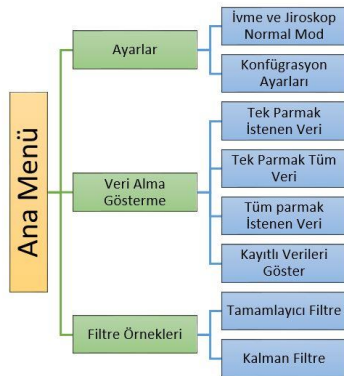 Ana Menü
Ayarlar
İvme ve Jiroskop
Normal Mod
Konfügrasyon
Ayarları
Veri Alma
Gösterme
Tek Parmak
İstenen Veri
Tek Parmak Tüm
Veri
Tüm parmak
İstenen Veri
Kayıtlı Verileri
Göster
Filtre Örnekleri
Tamamlayıcı Filtre
Kalman Filtre